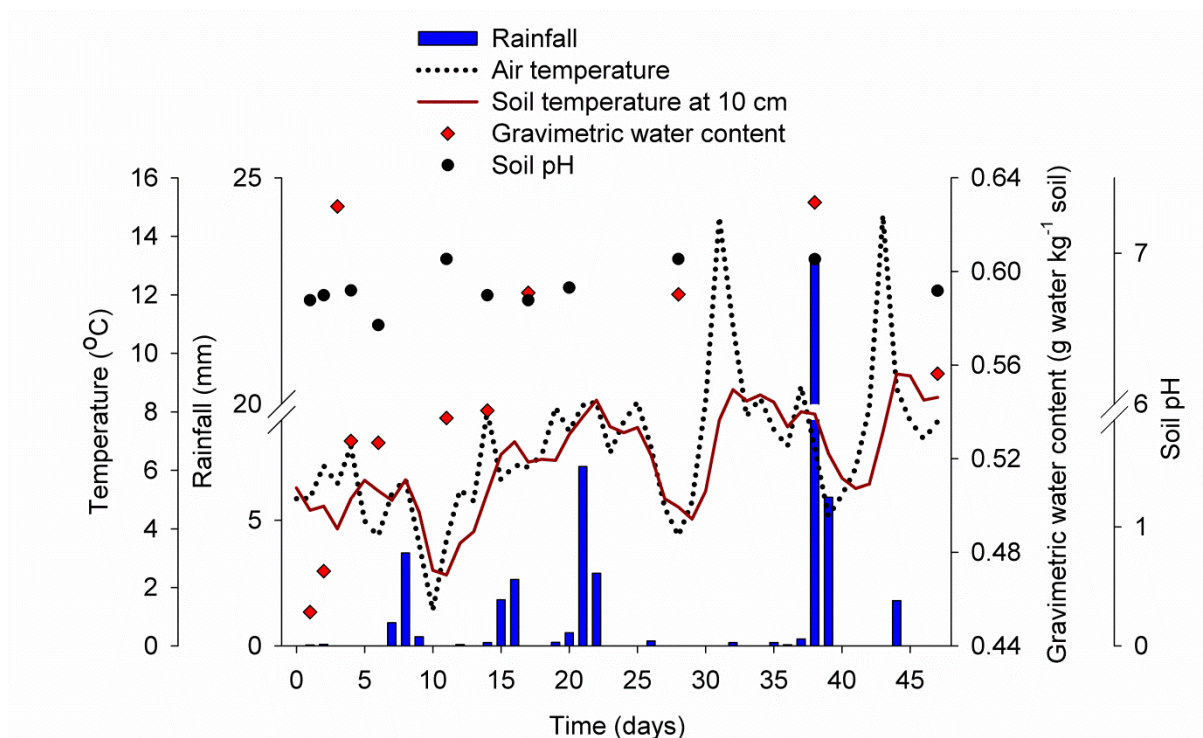 Rainfall
Air temperature
Soil temperature at 10 cm
Gravimetric water content
Soil pH
Temperature (°C)
16
14
12
10
8
6
4
2
0
Rainfall (mm)
25
20
5
0
Gravimetric water content (g water kg⁻¹ soil)
0.64
0.60
0.56
0.52
0.48
0.44
Soil pH
7
6
1
0
0 5 10 15 20 25 30 35 40 45
Time (days)